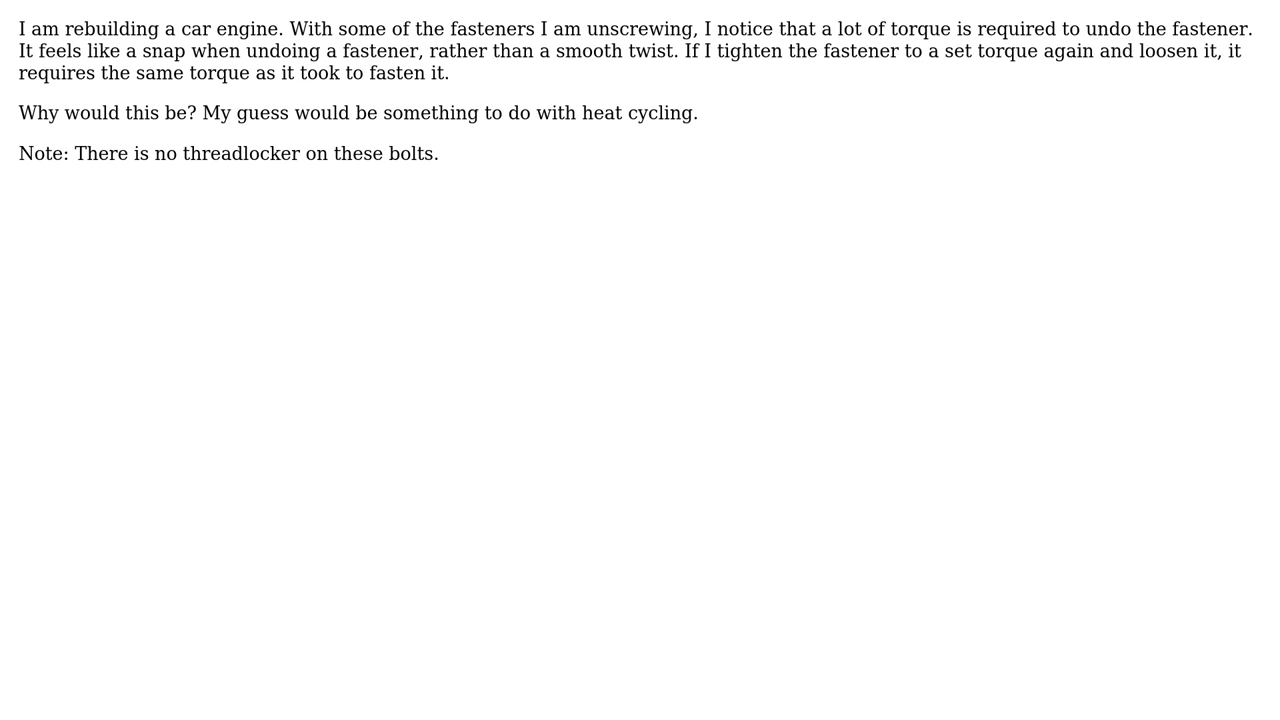 I am rebuilding a car engine. With some of the fasteners I am unscrewing, I notice that a lot of torque is required to undo the fastener.
It feels like a snap when undoing a fastener, rather than a smooth twist. If I tighten the fastener to a set torque again and loosen it, it
requires the same torque as it took to fasten it.
Why would this be? My guess would be something to do with heat cycling.
Note: There is no threadlocker on these bolts.